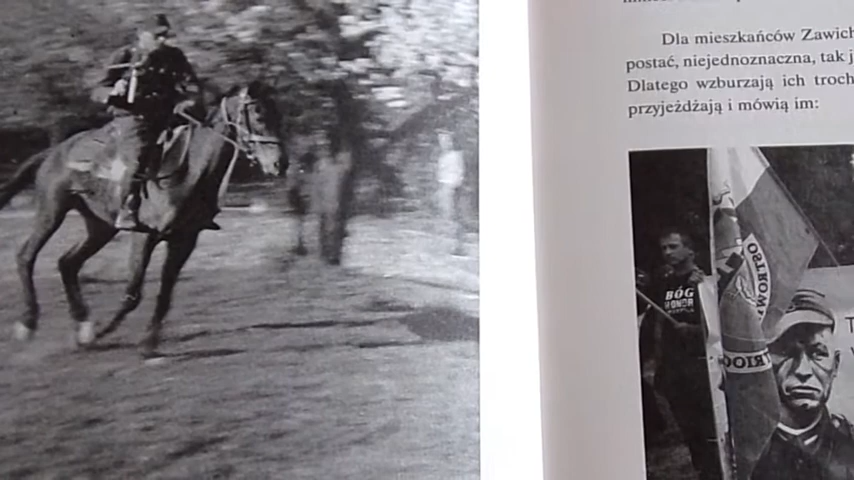 Dla mieszkańców Zawich
postać, niejednoznaczna, tak j
Dlatego wzburzają ich troch
przyjeżdżają i mówią im:
BÓG
HONOR